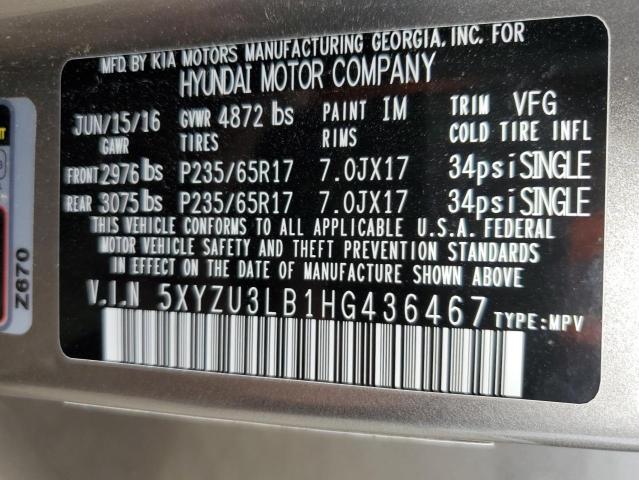 MFD. BY KIA MOTORS MANUFACTURING GEORGIA, INC. FOR
HYUNDAI MOTOR COMPANY
JUN/15/16 GVWR 4872 lbs PAINT IM TRIM VFG
GAWR TIRES RIMS COLD TIRE INFL
FRONT 2976 lbs P235/65R17 7.0JX17 34psi SINGLE
REAR 3075 lbs P235/65R17 7.0JX17 34psi SINGLE
THIS VEHICLE CONFORMS TO ALL APPLICABLE U.S.A. FEDERAL
MOTOR VEHICLE SAFETY AND THEFT PREVENTION STANDARDS
IN EFFECT ON THE DATE OF MANUFACTURE SHOWN ABOVE
V.I.N 5XYZU3LB1HG436467 TYPE:MPV
Z670